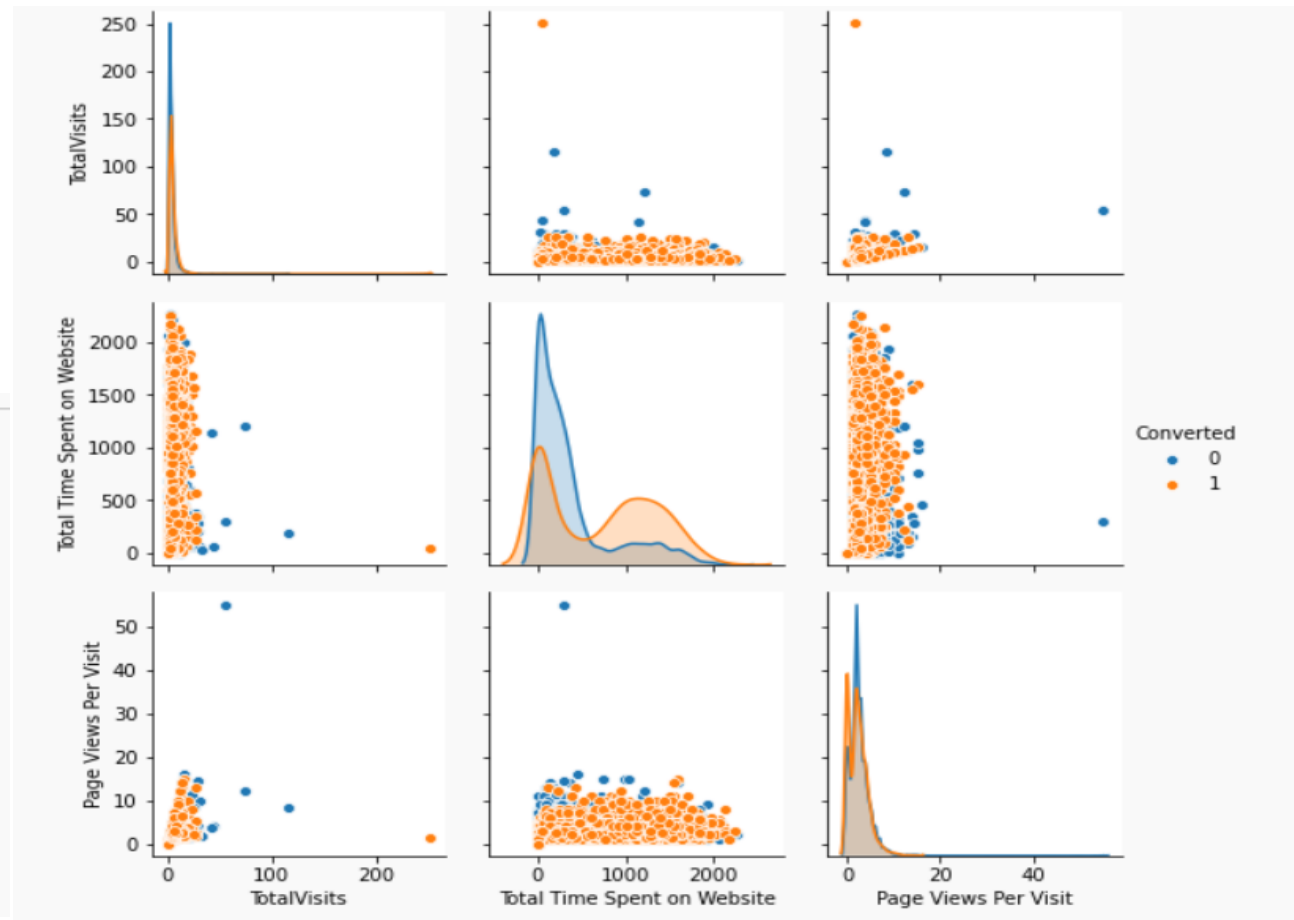 250
200
150
100
50
0
TotalVisits
2000
1500
1000
500
0
Total Time Spent on Website
50
40
30
20
10
0
Page Views Per Visit
0 200
TotalVisits
0 1000 2000
Total Time Spent on Website
0 20 40
Page Views Per Visit
Converted
0
1